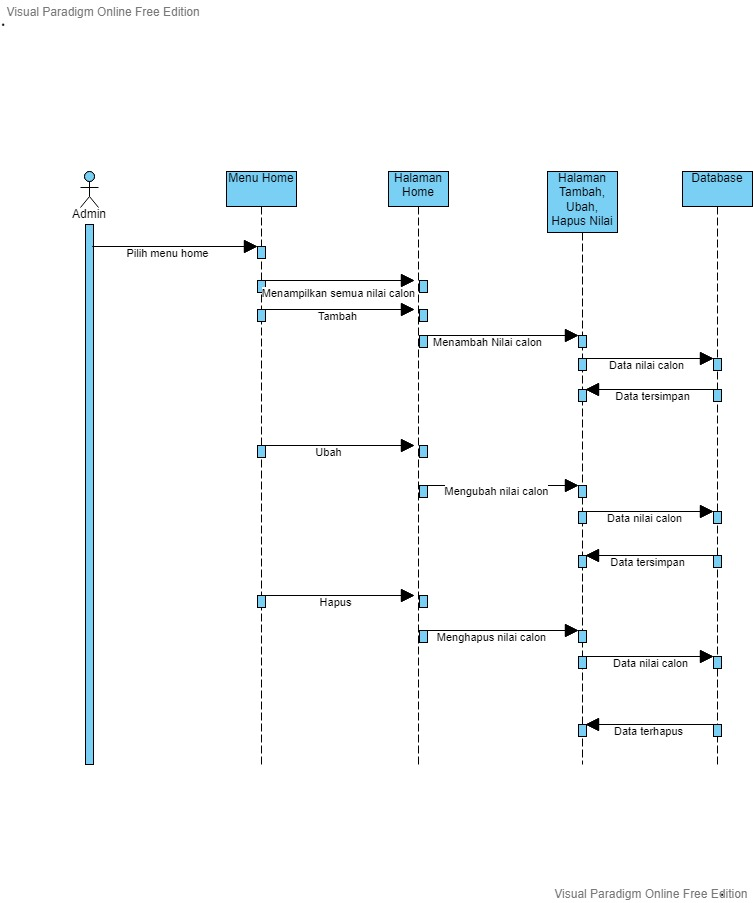 Visual Paradigm Online Free Edition
Admin
Menu Home
Halaman
Home
Halaman
Tambah,
Ubah,
Hapus Nilai
Database
Pilih menu home
Menampilkan semua nilai calon
Tambah
Menambah Nilai calon
Data nilai calon
Data tersimpan
Ubah
Mengubah nilai calon
Data nilai calon
Data tersimpan
Hapus
Menghapus nilai calon
Data nilai calon
Data terhapus
Visual Paradigm Online Free Edition